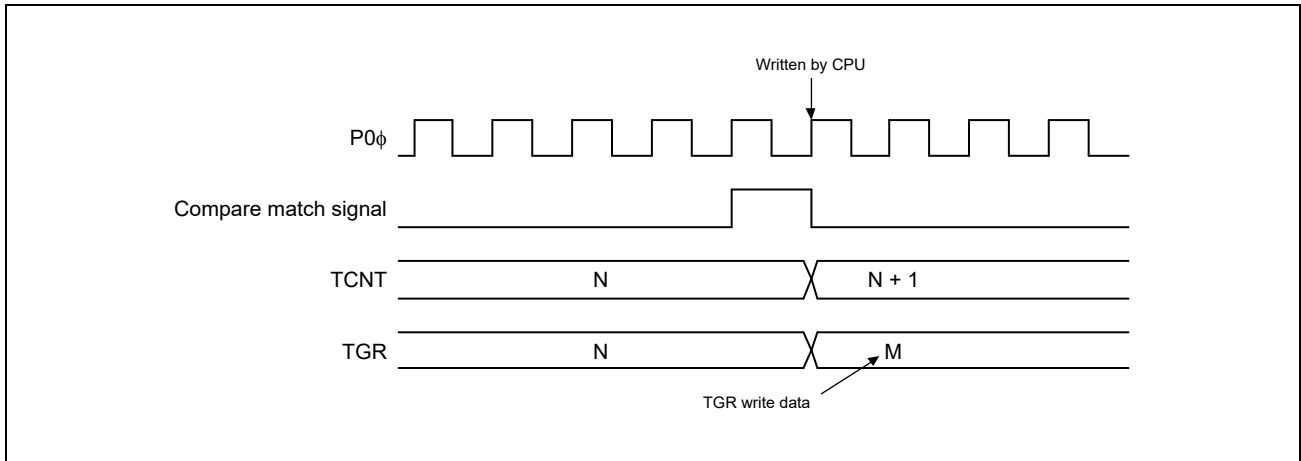 Written by CPU
P0ϕ
Compare match signal
TCNT N N + 1
TGR N M
TGR write data